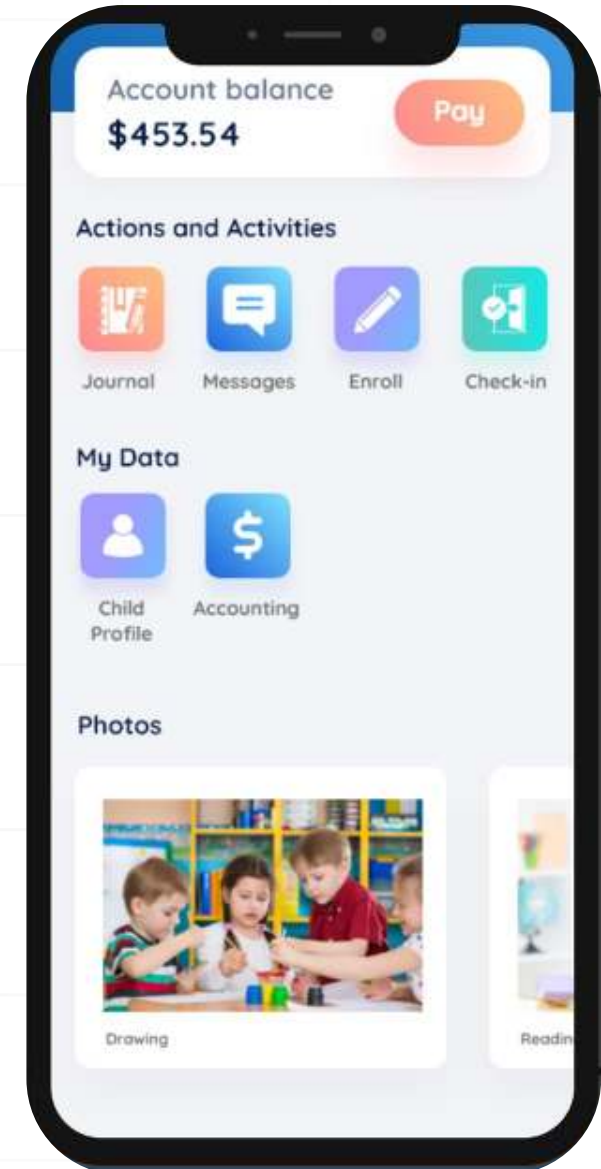 Account balance
$453.54
Pay
Actions and Activities
Journal
Messages
Enroll
Check-in
My Data
Child
Profile
Accounting
Photos
Drawing
Readin